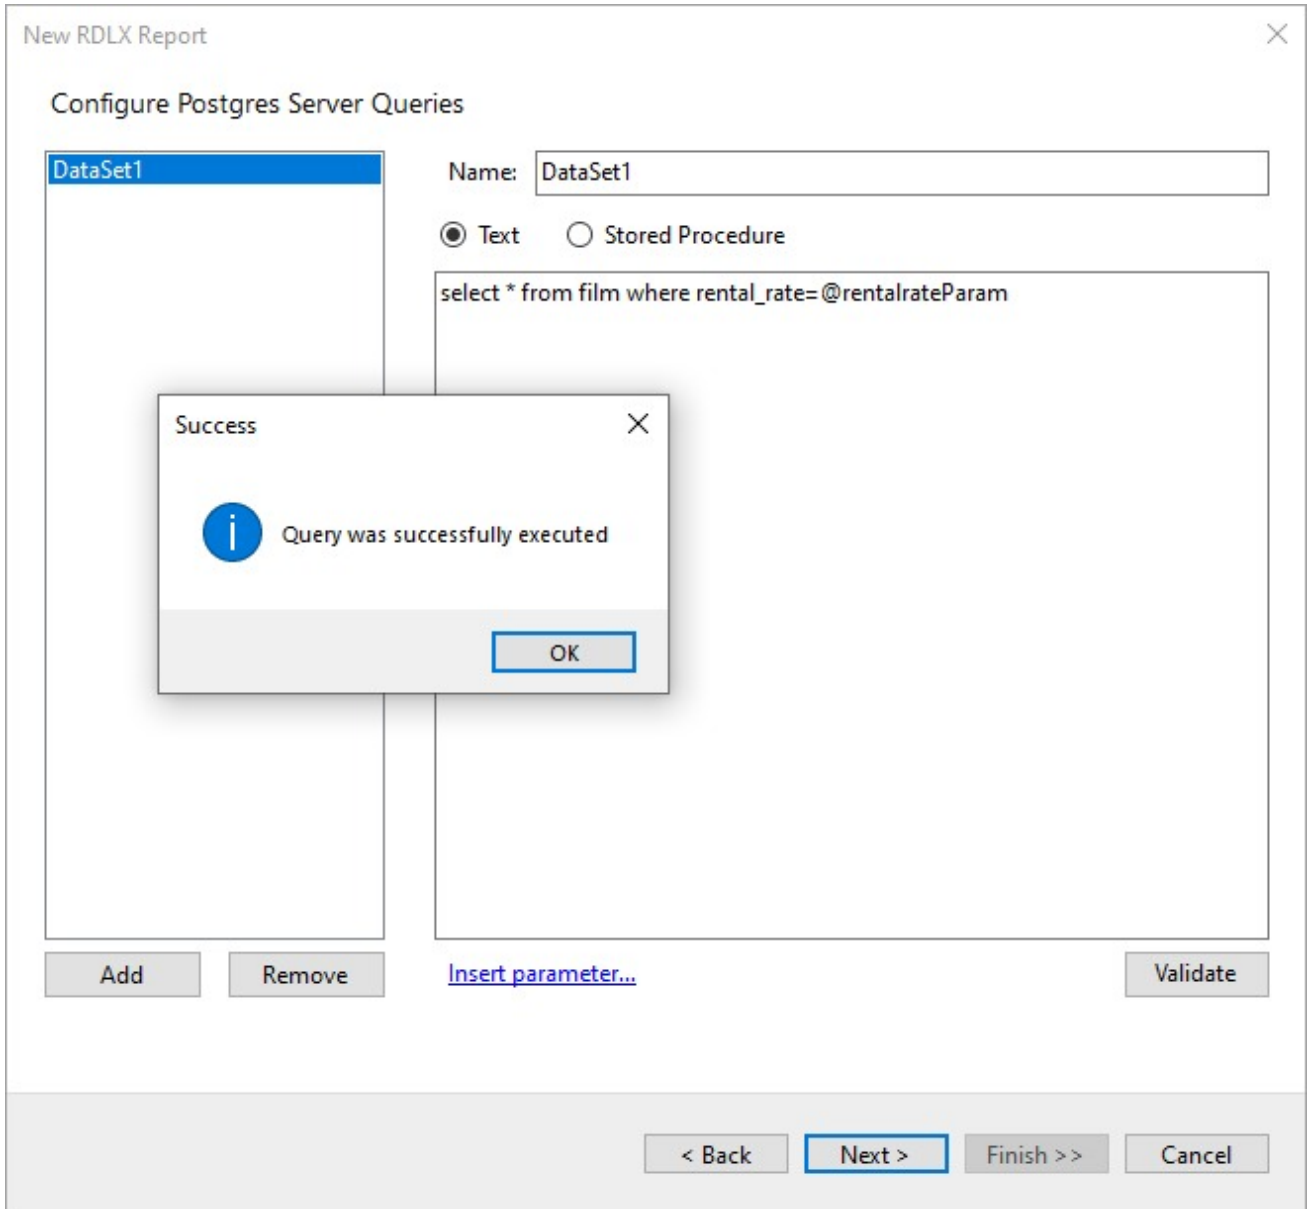 New RDLX Report
Configure Postgres Server Queries
DataSet1
Name: DataSet1
Text Stored Procedure
select * from film where rental_rate=@rentalrateParam
Success
Query was successfully executed
OK
Add Remove Insert parameter... Validate
< Back Next > Finish >> Cancel